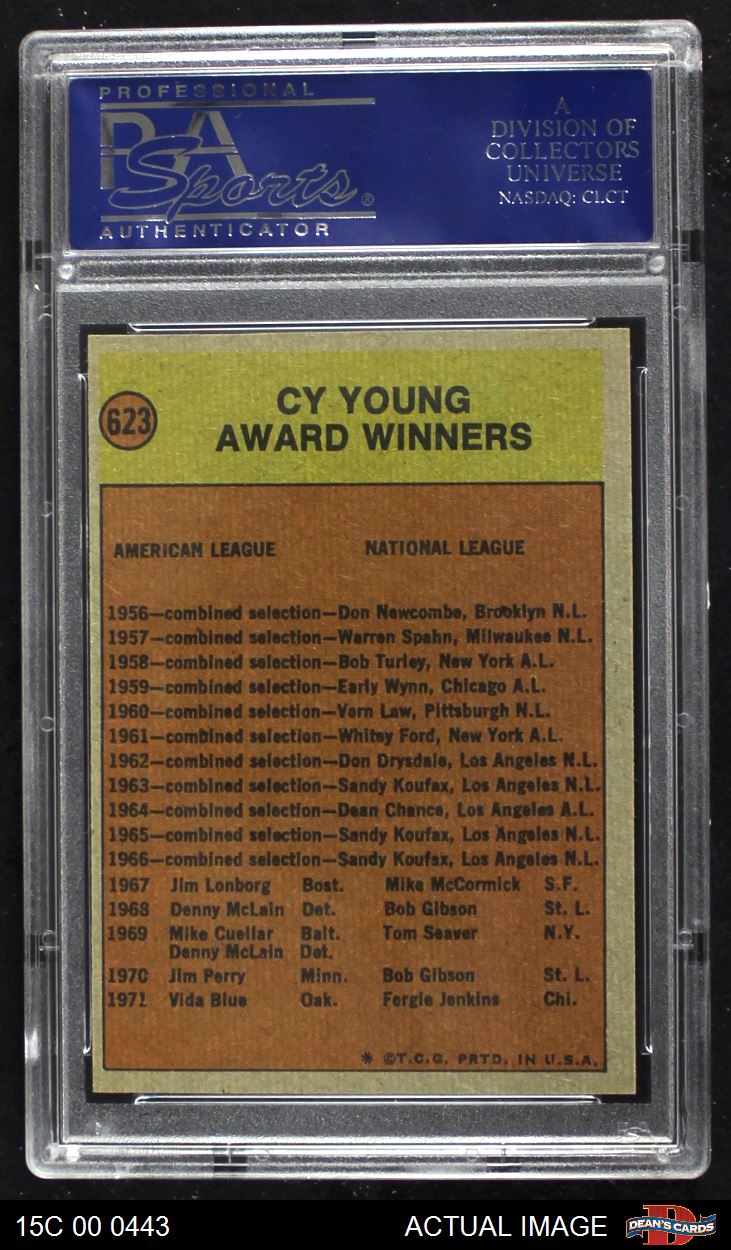 PROFESSIONAL
PSA
Sports®
AUTHENTICATOR
A
DIVISION OF
COLLECTORS
UNIVERSE
NASDAQ: CLCT
623
CY YOUNG
AWARD WINNERS
AMERICAN LEAGUE NATIONAL LEAGUE
1956—combined selection—Don Newcombe, Brooklyn N.L.
1957—combined selection—Warren Spahn, Milwaukee N.L.
1958—combined selection—Bob Turley, New York A.L.
1959—combined selection—Early Wynn, Chicago A.L.
1960—combined selection—Vern Law, Pittsburgh N.L.
1961—combined selection—Whitey Ford, New York A.L.
1962—combined selection—Don Drysdale, Los Angeles N.L.
1963—combined selection—Sandy Koufax, Los Angeles N.L.
1964—combined selection—Dean Chance, Los Angeles A.L.
1965—combined selection—Sandy Koufax, Los Angeles N.L.
1966—combined selection—Sandy Koufax, Los Angeles N.L.
1967 Jim Lonborg Bost. Mike McCormick S.F.
1968 Denny McLain Det. Bob Gibson St. L.
1969 Mike Cuellar Balt. Tom Seaver N.Y.
Denny McLain Det.
1970 Jim Perry Minn. Bob Gibson St. L.
1971 Vida Blue Oak. Fergie Jenkins Chi.
* ©T.C.G. PRTD. IN U.S.A.
15C 00 0443 ACTUAL IMAGE DEAN'S CARDS